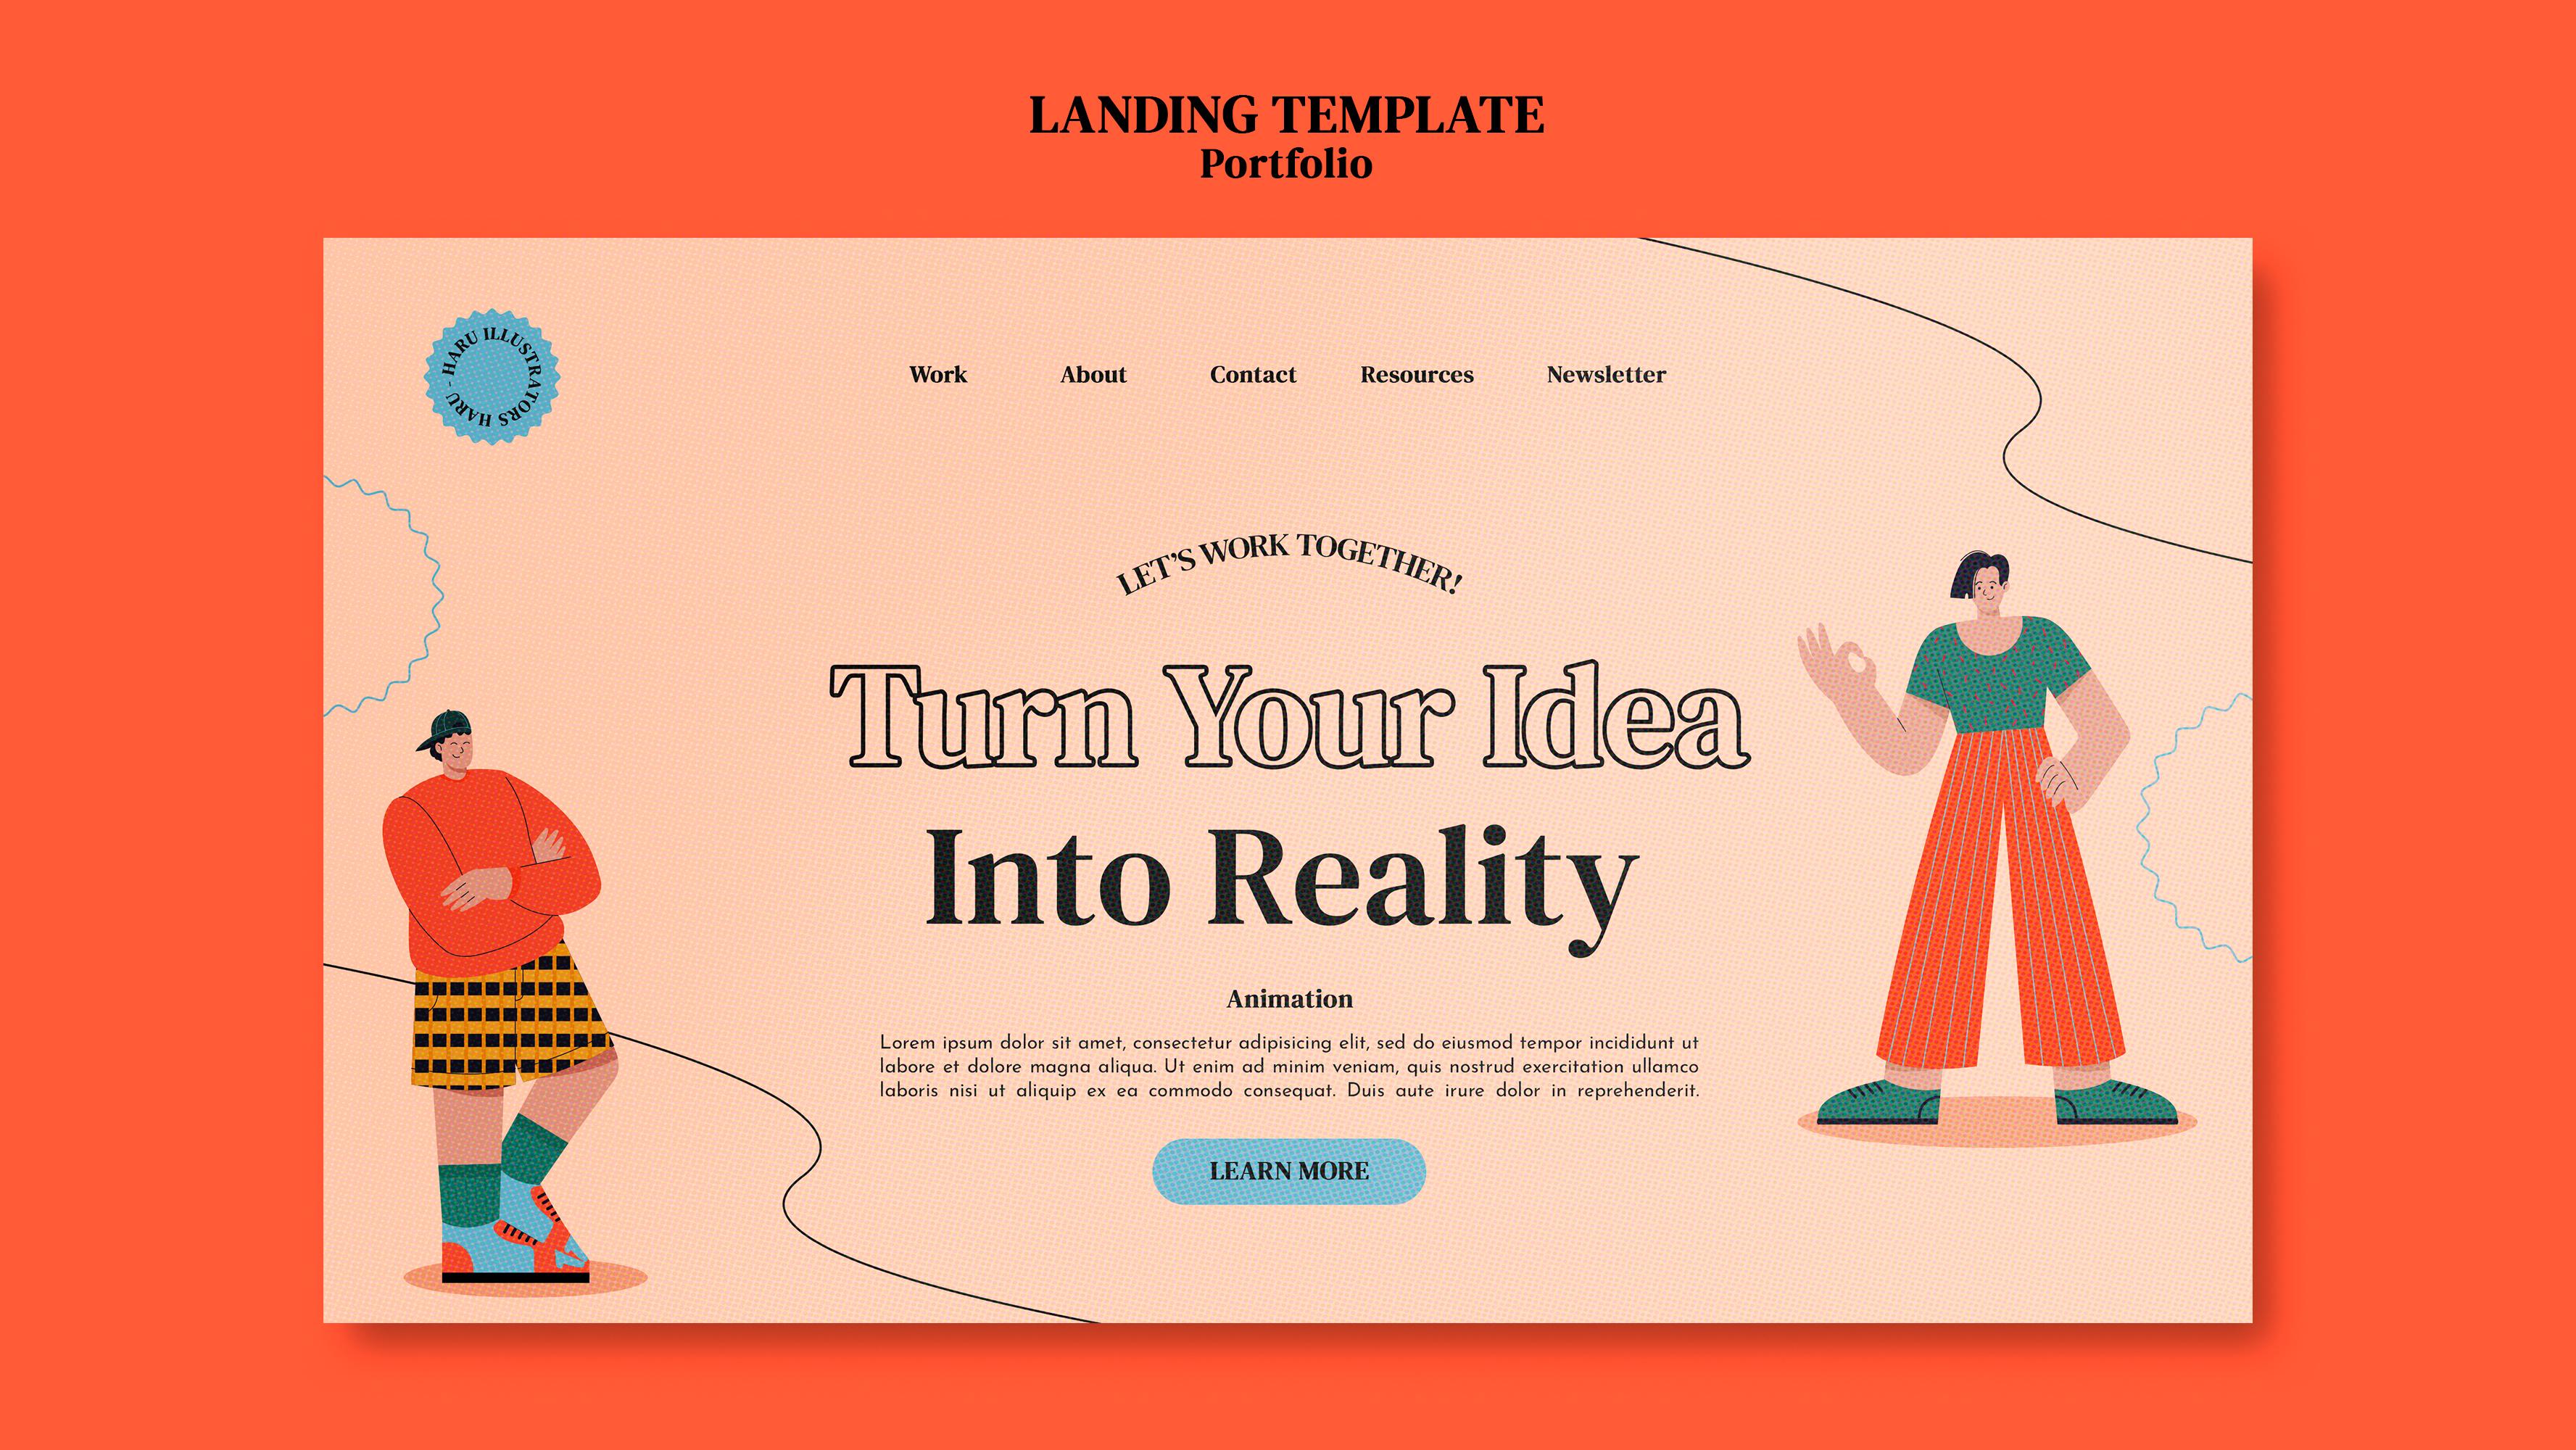 LANDING TEMPLATE
Portfolio
HARU ILLUSTRATORS HARU -
Work About Contact Resources Newsletter
LET'S WORK TOGETHER!
Turn Your Idea
Into Reality
Animation
Lorem ipsum dolor sit amet, consectetur adipisicing elit, sed do eiusmod tempor incididunt ut
labore et dolore magna aliqua. Ut enim ad minim veniam, quis nostrud exercitation ullamco
laboris nisi ut aliquip ex ea commodo consequat. Duis aute irure dolor in reprehenderit.
LEARN MORE